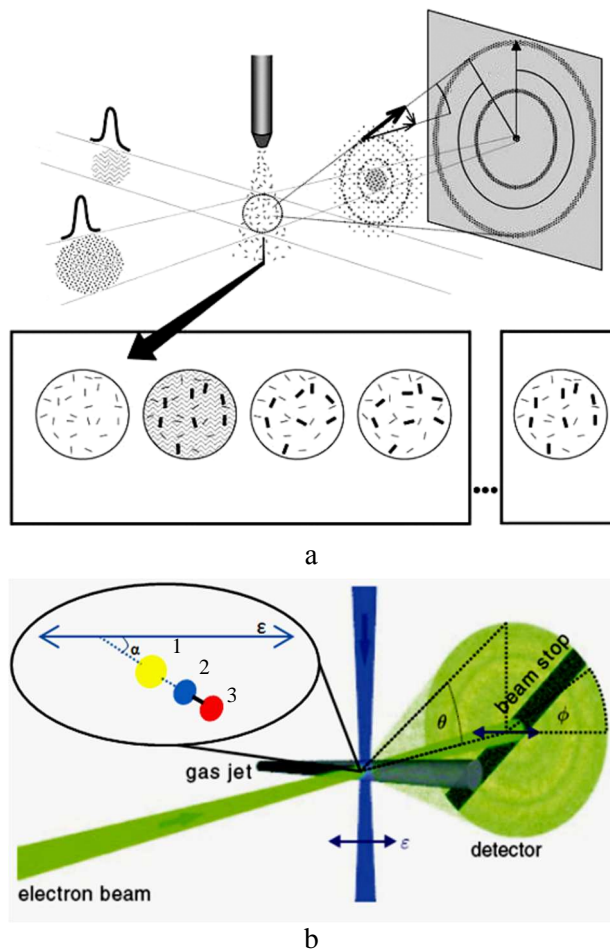 a
ε
α
1
2
3
beam stop
θ
ϕ
gas jet
ε
detector
electron beam
b